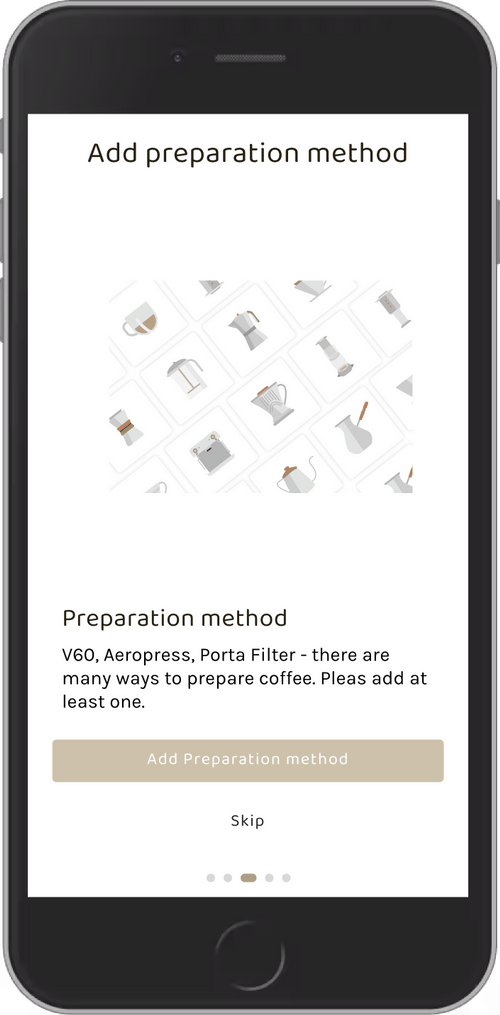 Add preparation method
Preparation method
V60, Aeropress, Porta Filter - there are
many ways to prepare coffee. Pleas add at
least one.
Add Preparation method
Skip